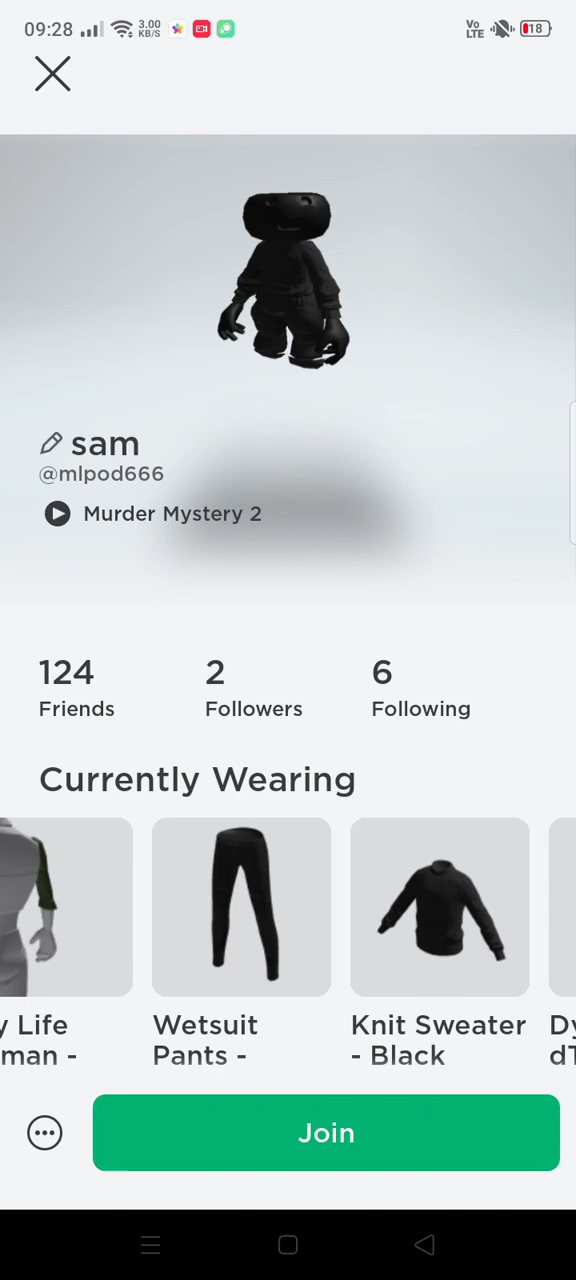 09:28
3.00
KB/S
Vo
LTE
18
sam
@mlpod666
Murder Mystery 2
124
Friends
2
Followers
6
Following
Currently Wearing
y Life
man -
Wetsuit
Pants -
Knit Sweater
- Black
Dy
dT
Join